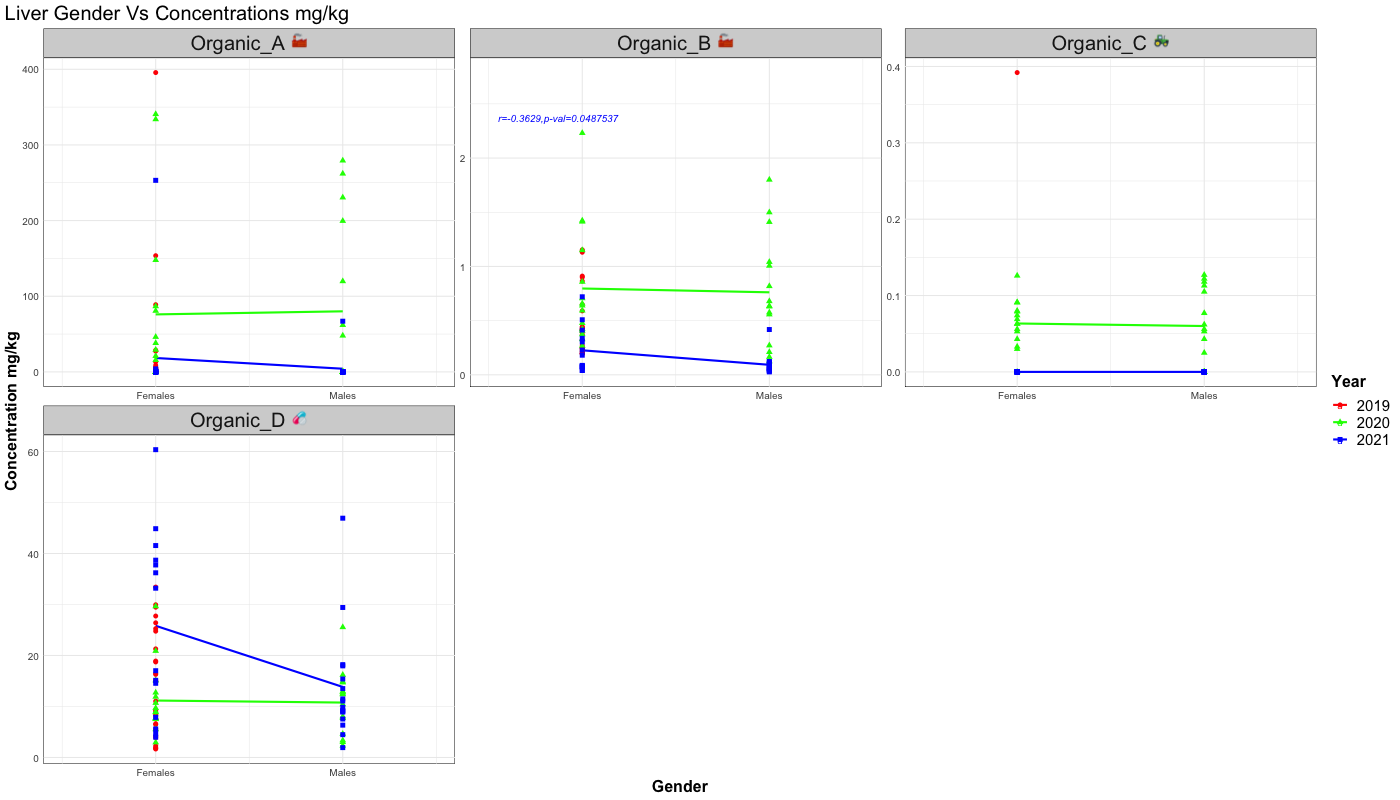 Liver Gender Vs Concentrations mg/kg
Organic_A
Organic_B
Organic_C
400
300
200
100
0
Females
Males
r=-0.3629,p-val=0.0487537
2
1
0
Females
Males
0.4
0.3
0.2
0.1
0.0
Females
Males
Organic_D
60
40
20
0
Females
Males
Concentration mg/kg
Gender
Year
2019
2020
2021